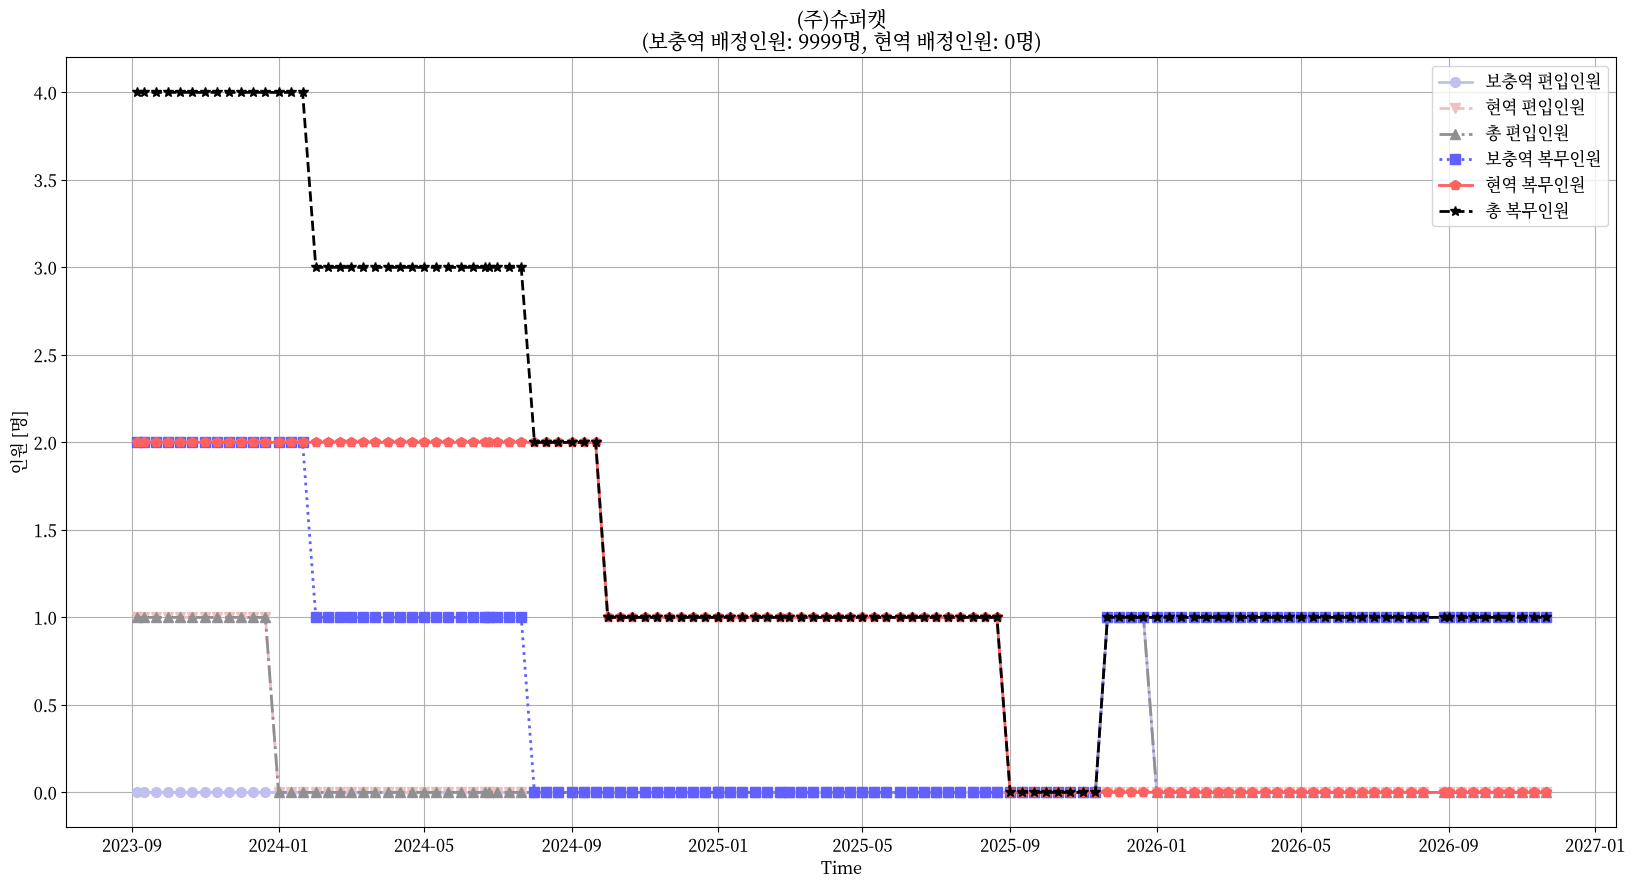 (주)슈퍼캣
(보충역 배정인원: 9999명, 현역 배정인원: 0명)
보충역 편입인원
현역 편입인원
총 편입인원
보충역 복무인원
현역 복무인원
총 복무인원
인원 [명]
4.0
3.5
3.0
2.5
2.0
1.5
1.0
0.5
0.0
2023-09
2024-01
2024-05
2024-09
2025-01
2025-05
2025-09
2026-01
2026-05
2026-09
2027-01
Time